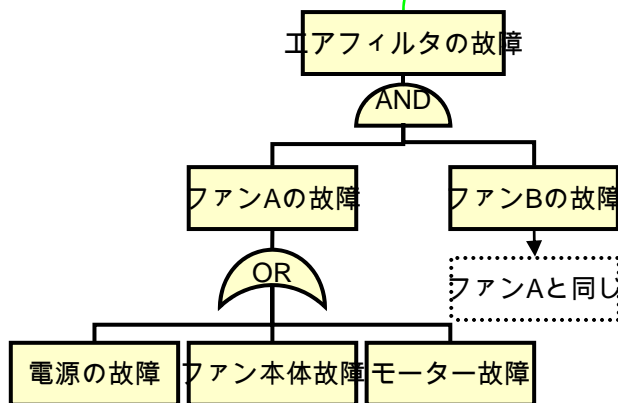 エアフィルタの故障
AND
ファンAの故障
ファンBの故障
OR
ファンAと同じ
電源の故障
ファン本体故障
モーター故障